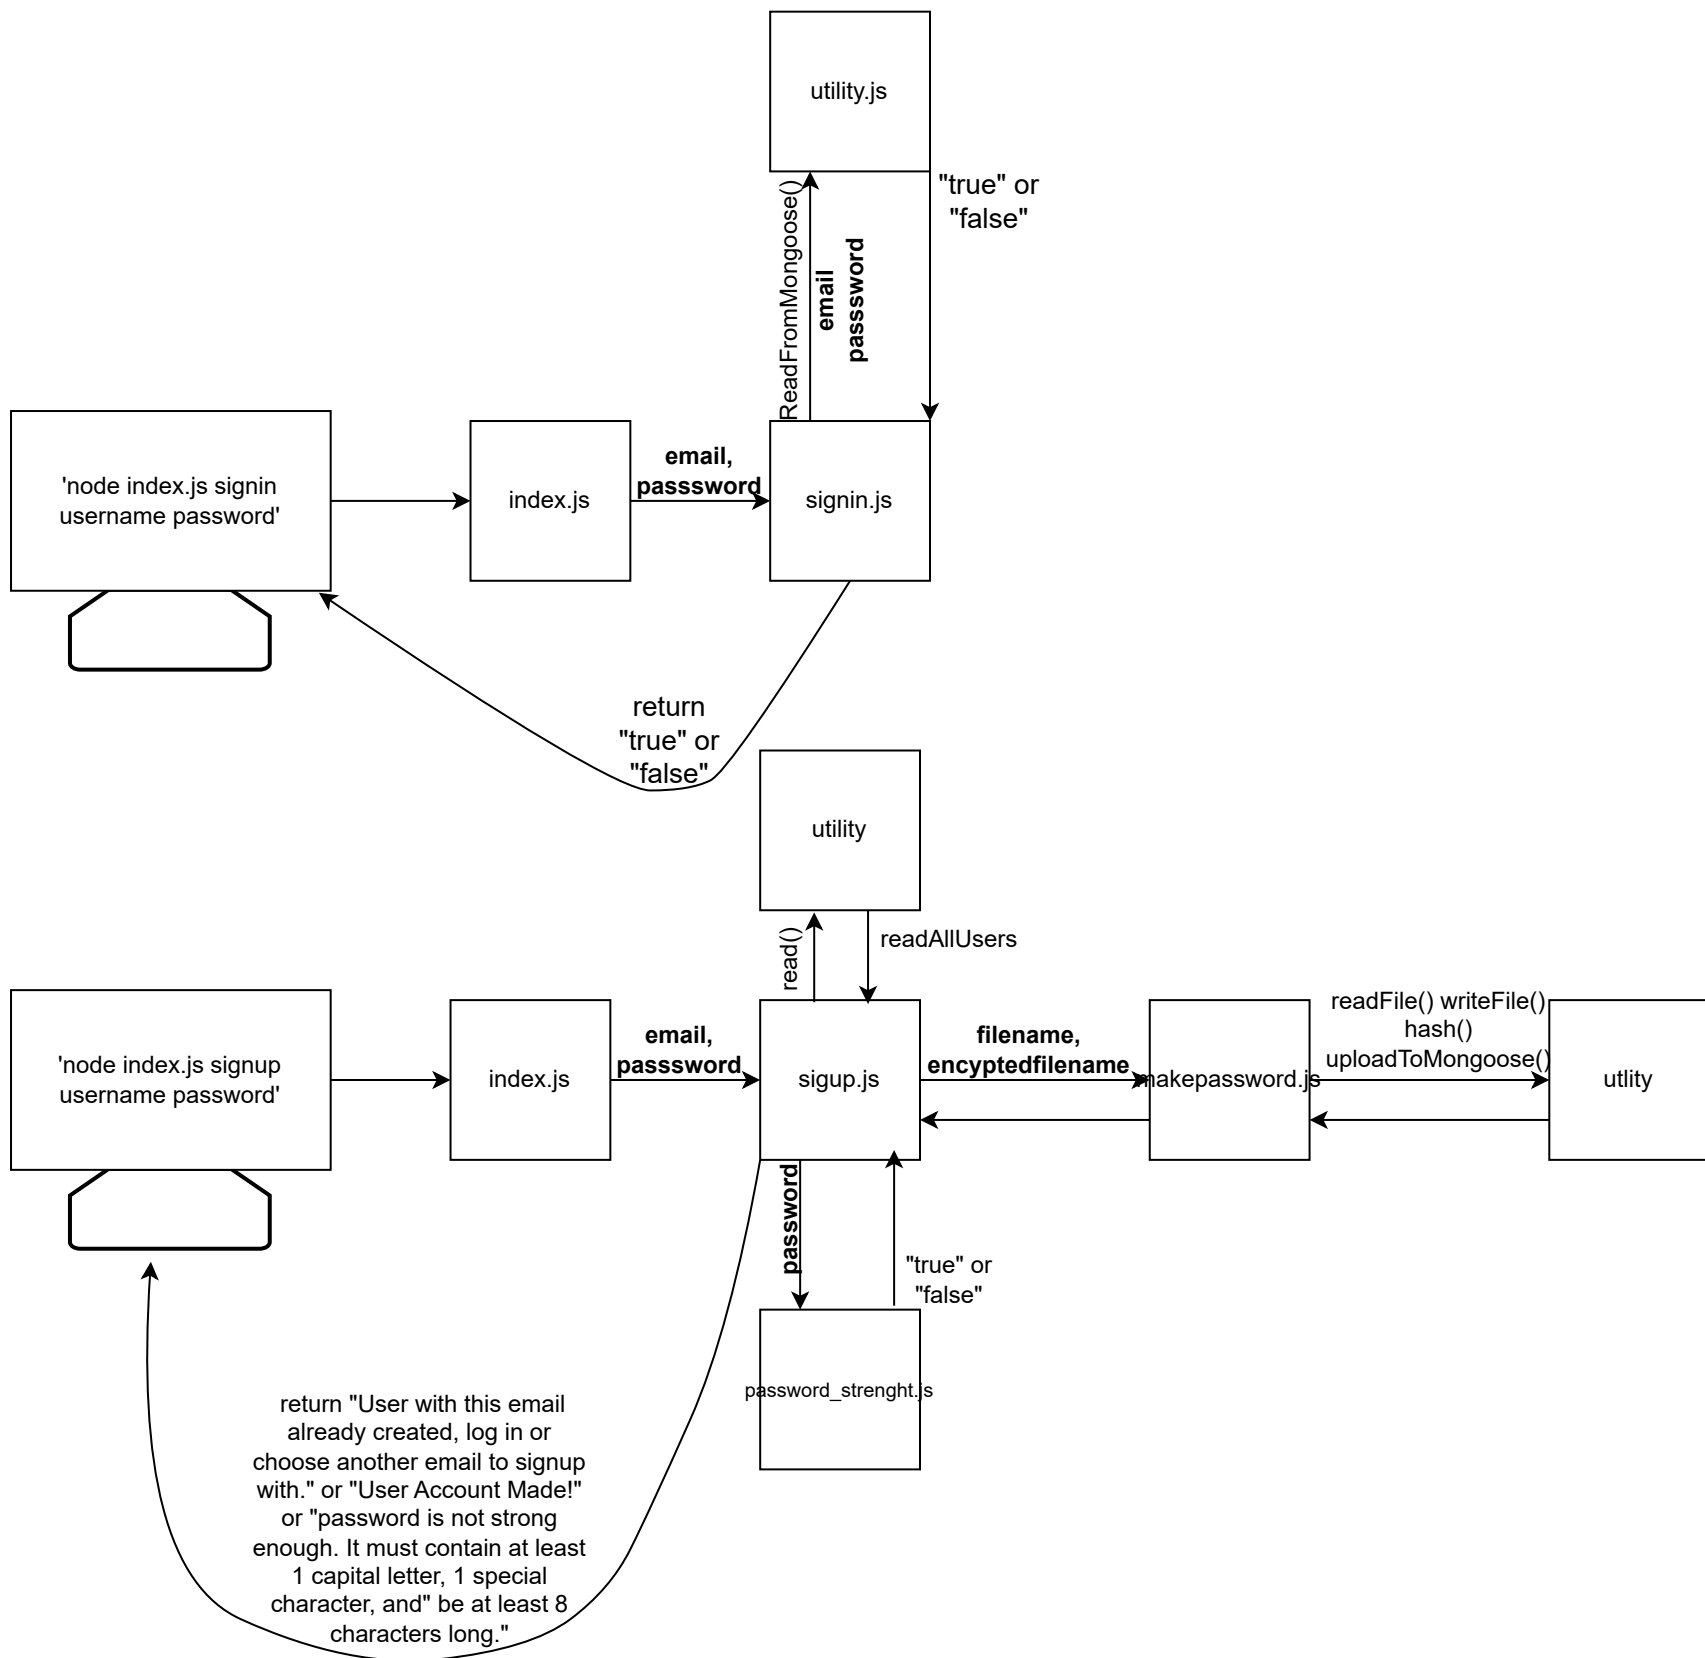 utility.js
"true" or
"false"
ReadFromMongoose()
email
passsword
'node index.js signin
username password'
index.js
email,
passsword
signin.js
return
"true" or
"false"
utility
read()
readAllUsers
'node index.js signup
username password'
index.js
email,
passsword
sigup.js
filename,
encyptedfilename
makepassword.js
readFile() writeFile()
hash()
uploadToMongoose()
utlity
password
"true" or
"false"
password_strenght.js
return "User with this email
already created, log in or
choose another email to signup
with." or "User Account Made!"
or "password is not strong
enough. It must contain at least
1 capital letter, 1 special
character, and" be at least 8
characters long."